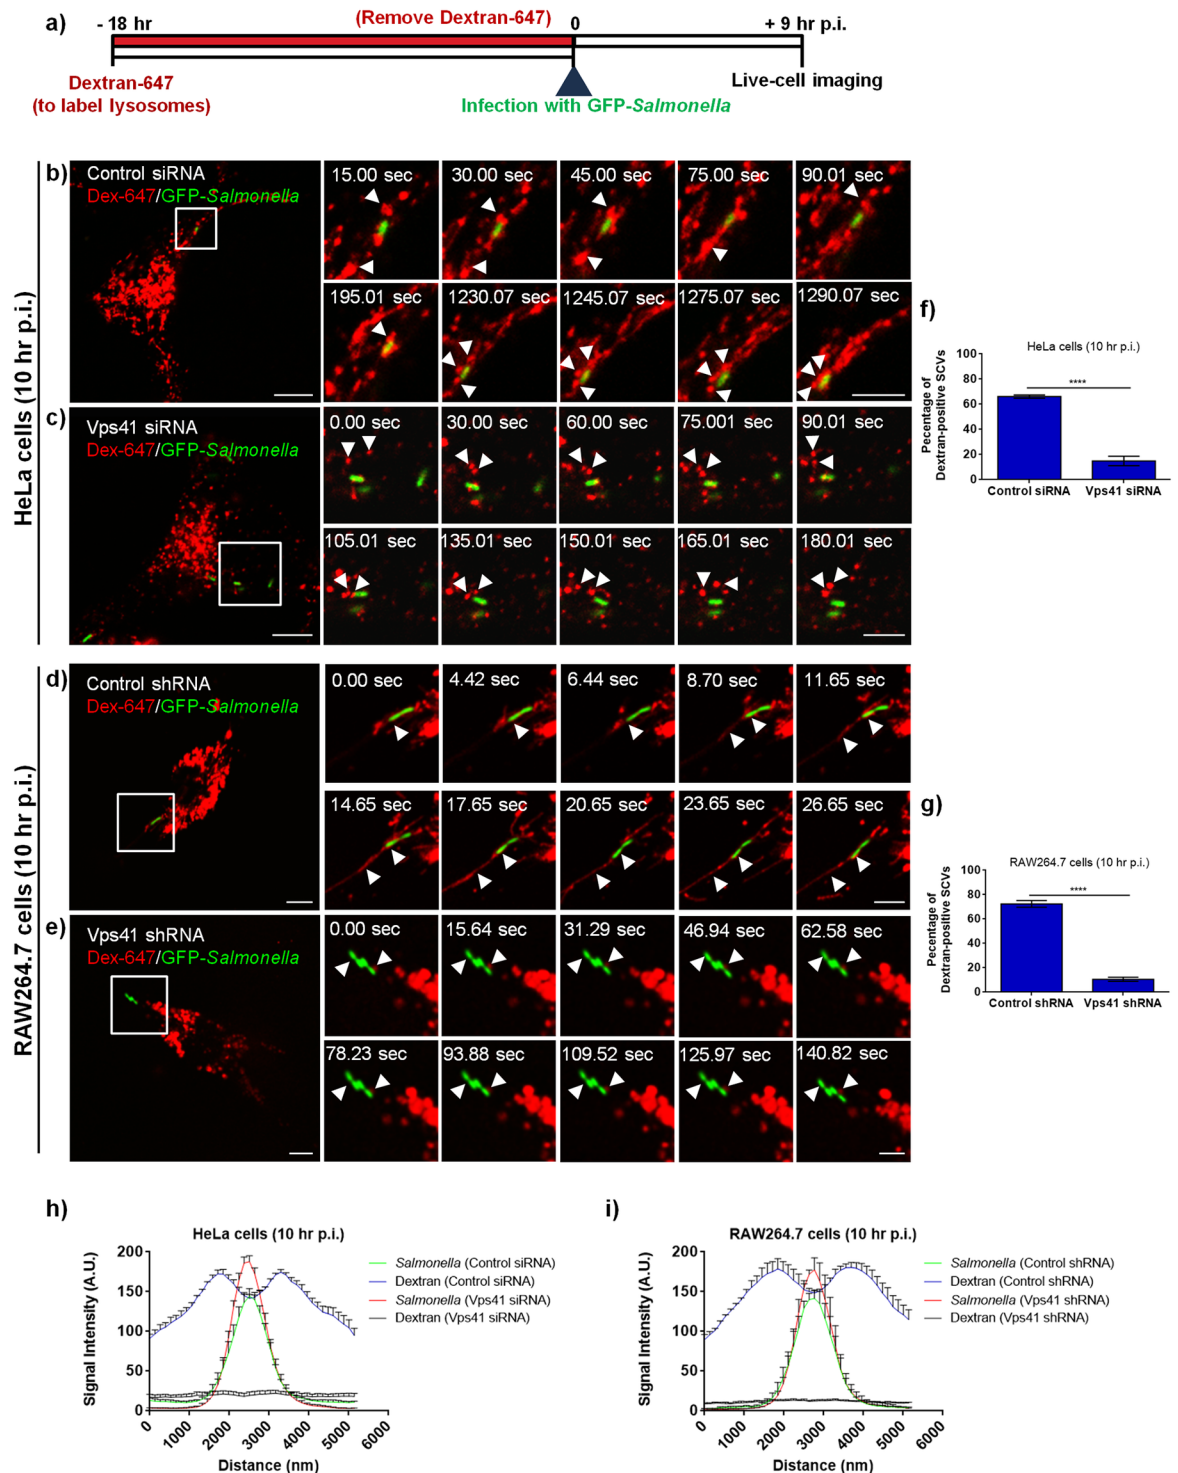 a)
- 18 hr
(Remove Dextran-647)
0
+ 9 hr p.i.
Dextran-647
(to label lysosomes)
Infection with GFP-Salmonella
Live-cell imaging
HeLa cells (10 hr p.i.)
b)
Control siRNA
Dex-647/GFP-Salmonella
15.00 sec
30.00 sec
45.00 sec
75.00 sec
90.01 sec
195.01 sec
1230.07 sec
1245.07 sec
1275.07 sec
1290.07 sec
c)
Vps41 siRNA
Dex-647/GFP-Salmonella
0.00 sec
30.00 sec
60.00 sec
75.001 sec
90.01 sec
105.01 sec
135.01 sec
150.01 sec
165.01 sec
180.01 sec
f)
HeLa cells (10 hr p.i.)
Pecentage of
Dextran-positive SCVs
100
80
60
40
20
0
****
Control siRNA
Vps41 siRNA
RAW264.7 cells (10 hr p.i.)
d)
Control shRNA
Dex-647/GFP-Salmonella
0.00 sec
4.42 sec
6.44 sec
8.70 sec
11.65 sec
14.65 sec
17.65 sec
20.65 sec
23.65 sec
26.65 sec
e)
Vps41 shRNA
Dex-647/GFP-Salmonella
0.00 sec
15.64 sec
31.29 sec
46.94 sec
62.58 sec
78.23 sec
93.88 sec
109.52 sec
125.97 sec
140.82 sec
g)
RAW264.7 cells (10 hr p.i.)
Pecentage of
Dextran-positive SCVs
100
80
60
40
20
0
****
Control shRNA
Vps41 shRNA
h)
HeLa cells (10 hr p.i.)
Signal Intensity (A.U.)
200
150
100
50
0
0
1000
2000
3000
4000
5000
6000
Distance (nm)
Salmonella (Control siRNA)
Dextran (Control siRNA)
Salmonella (Vps41 siRNA)
Dextran (Vps41 siRNA)
i)
RAW264.7 cells (10 hr p.i.)
Signal Intensity (A.U.)
200
150
100
50
0
0
1000
2000
3000
4000
5000
6000
Distance (nm)
Salmonella (Control shRNA)
Dextran (Control shRNA)
Salmonella (Vps41 shRNA)
Dextran (Vps41 shRNA)